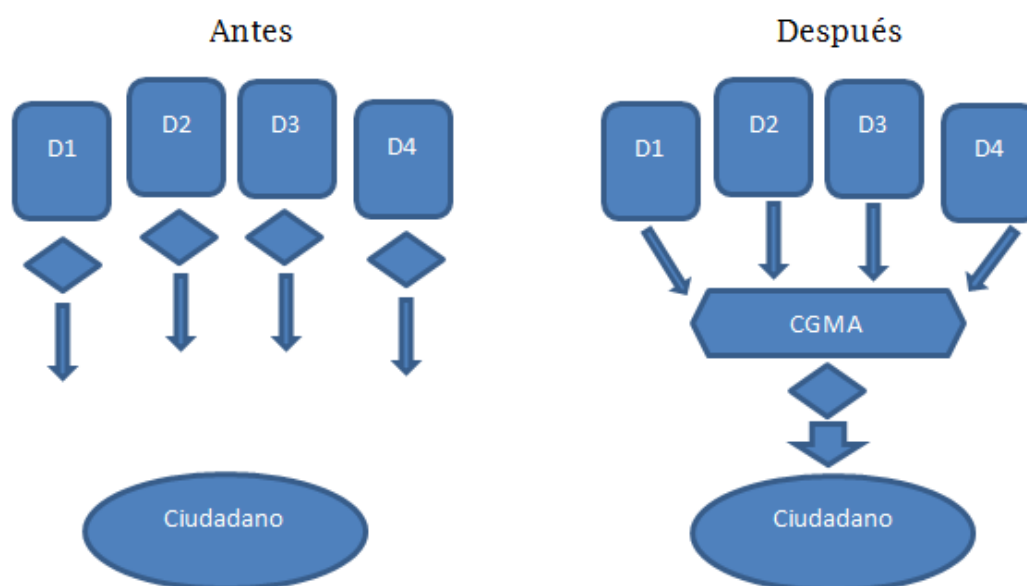 Antes
D1
D2
D3
D4
Ciudadano
Después
D1
D2
D3
D4
CGMA
Ciudadano